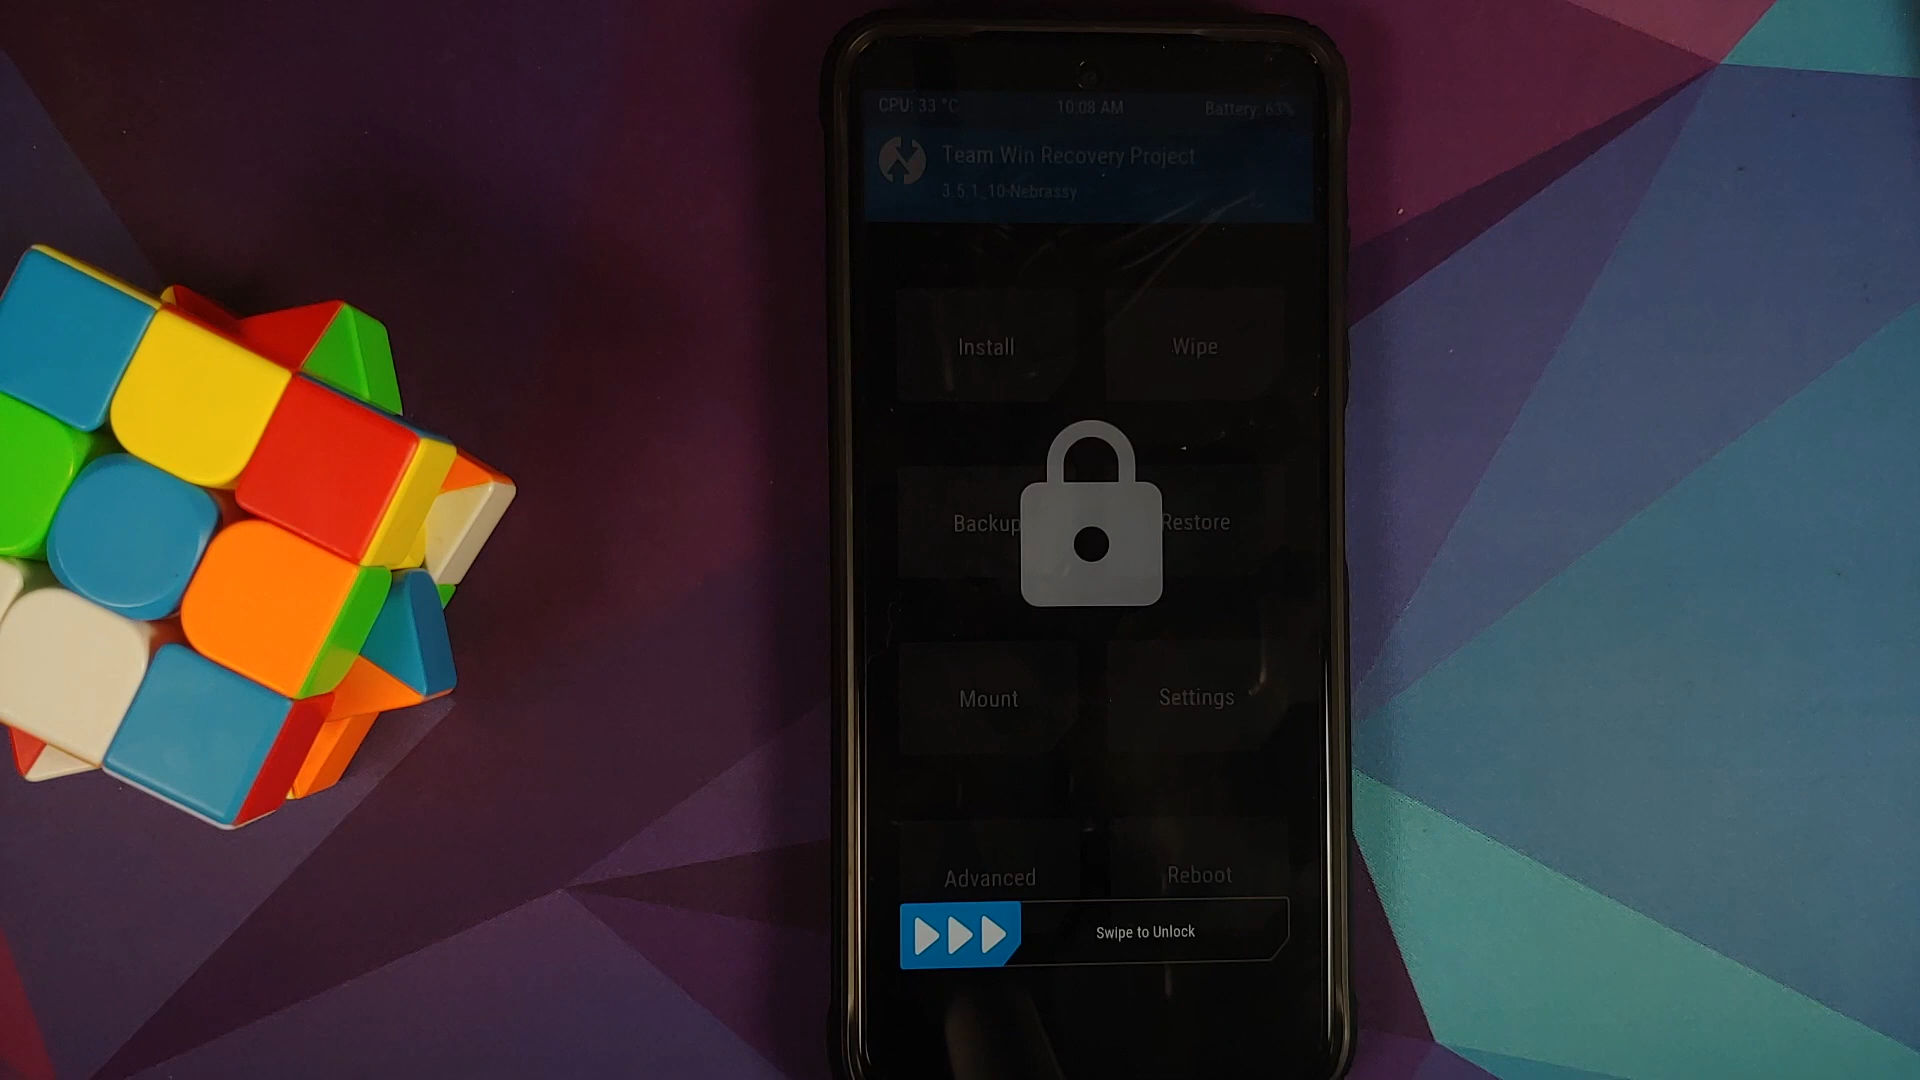 CPU: 33 °C 10:08 AM Battery: 63%
Team Win Recovery Project
3.5.1_10-Nebrassy
Install Wipe
Backup Restore
Mount Settings
Advanced Reboot
Swipe to Unlock